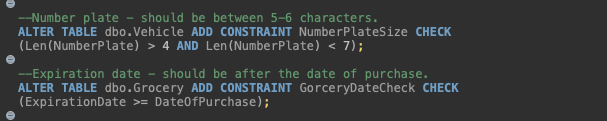 --Number plate - should be between 5-6 characters.
ALTER TABLE dbo.Vehicle ADD CONSTRAINT NumberPlateSize CHECK
(Len(NumberPlate) > 4 AND Len(NumberPlate) < 7);
--Expiration date - should be after the date of purchase.
ALTER TABLE dbo.Grocery ADD CONSTRAINT GorceryDateCheck CHECK
(ExpirationDate >= DateOfPurchase);